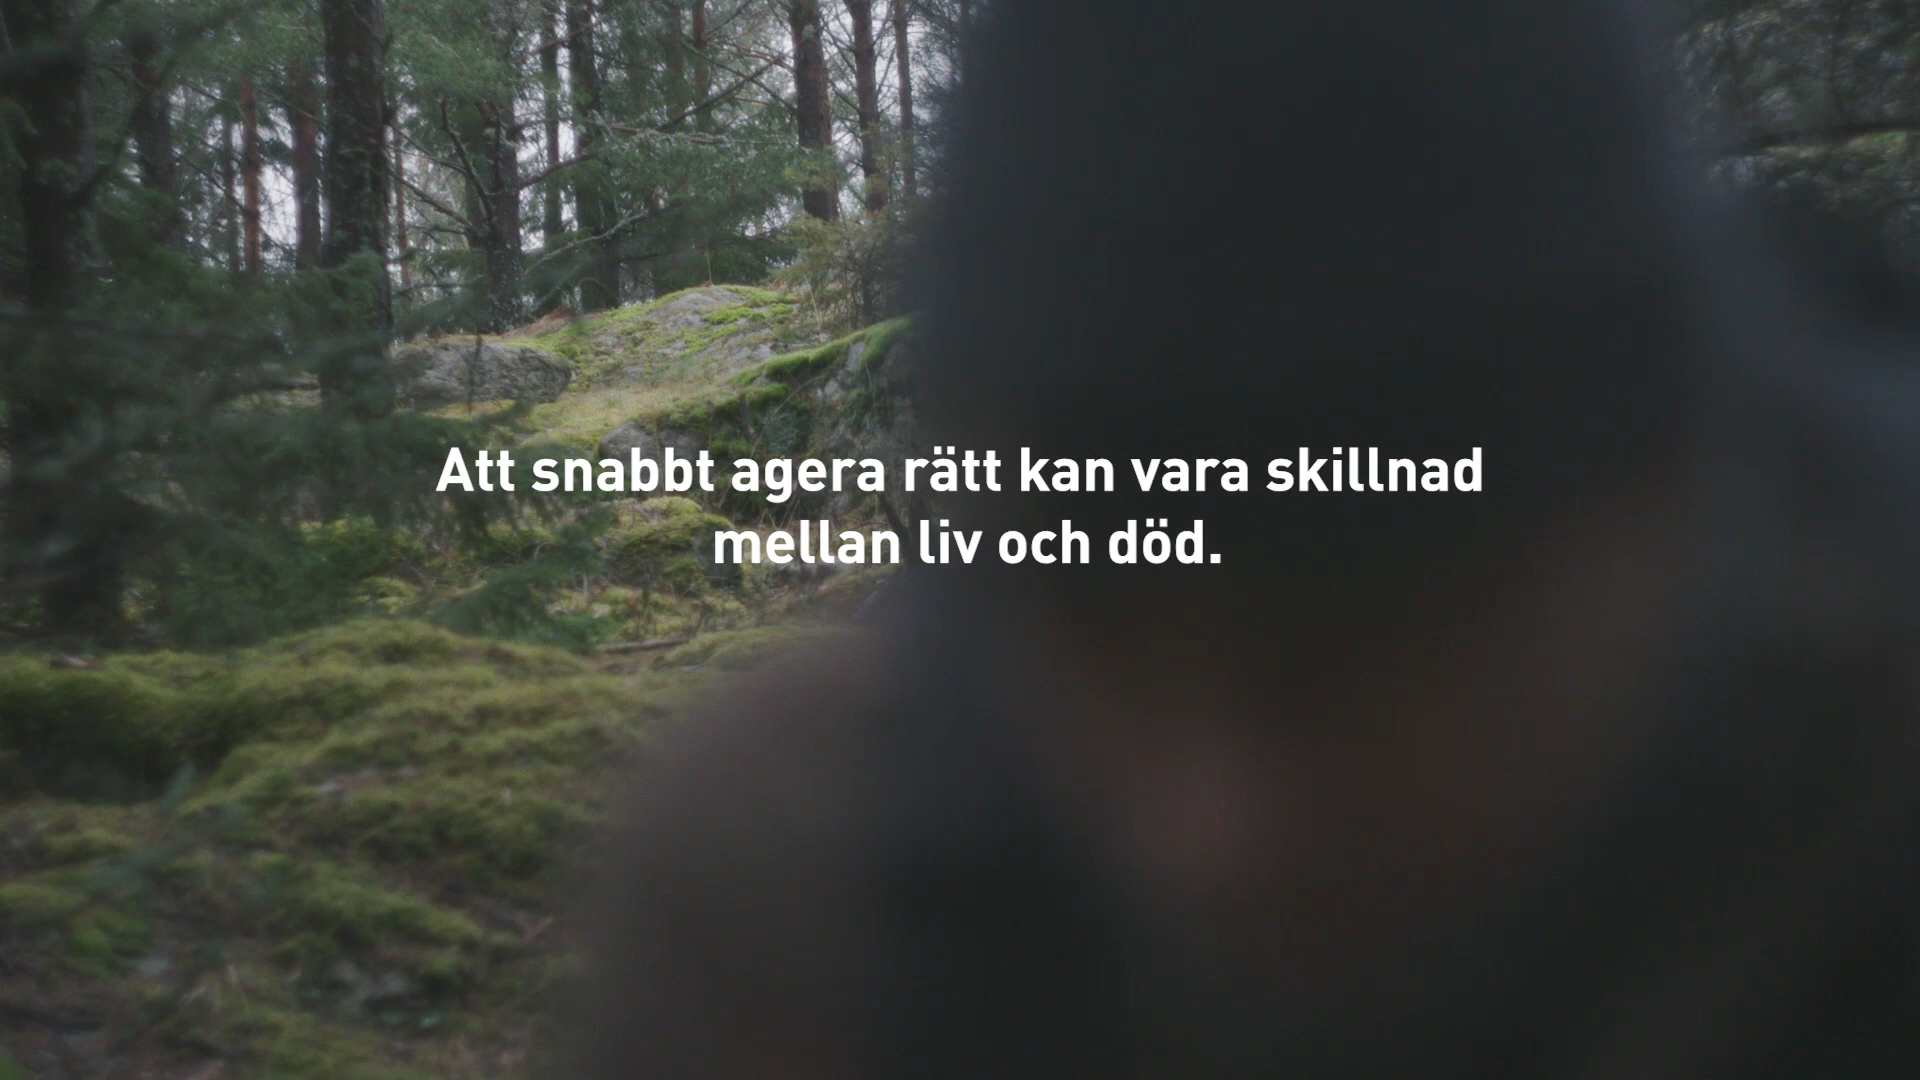 Att snabbt agera rätt kan vara skillnad
mellan liv och död.